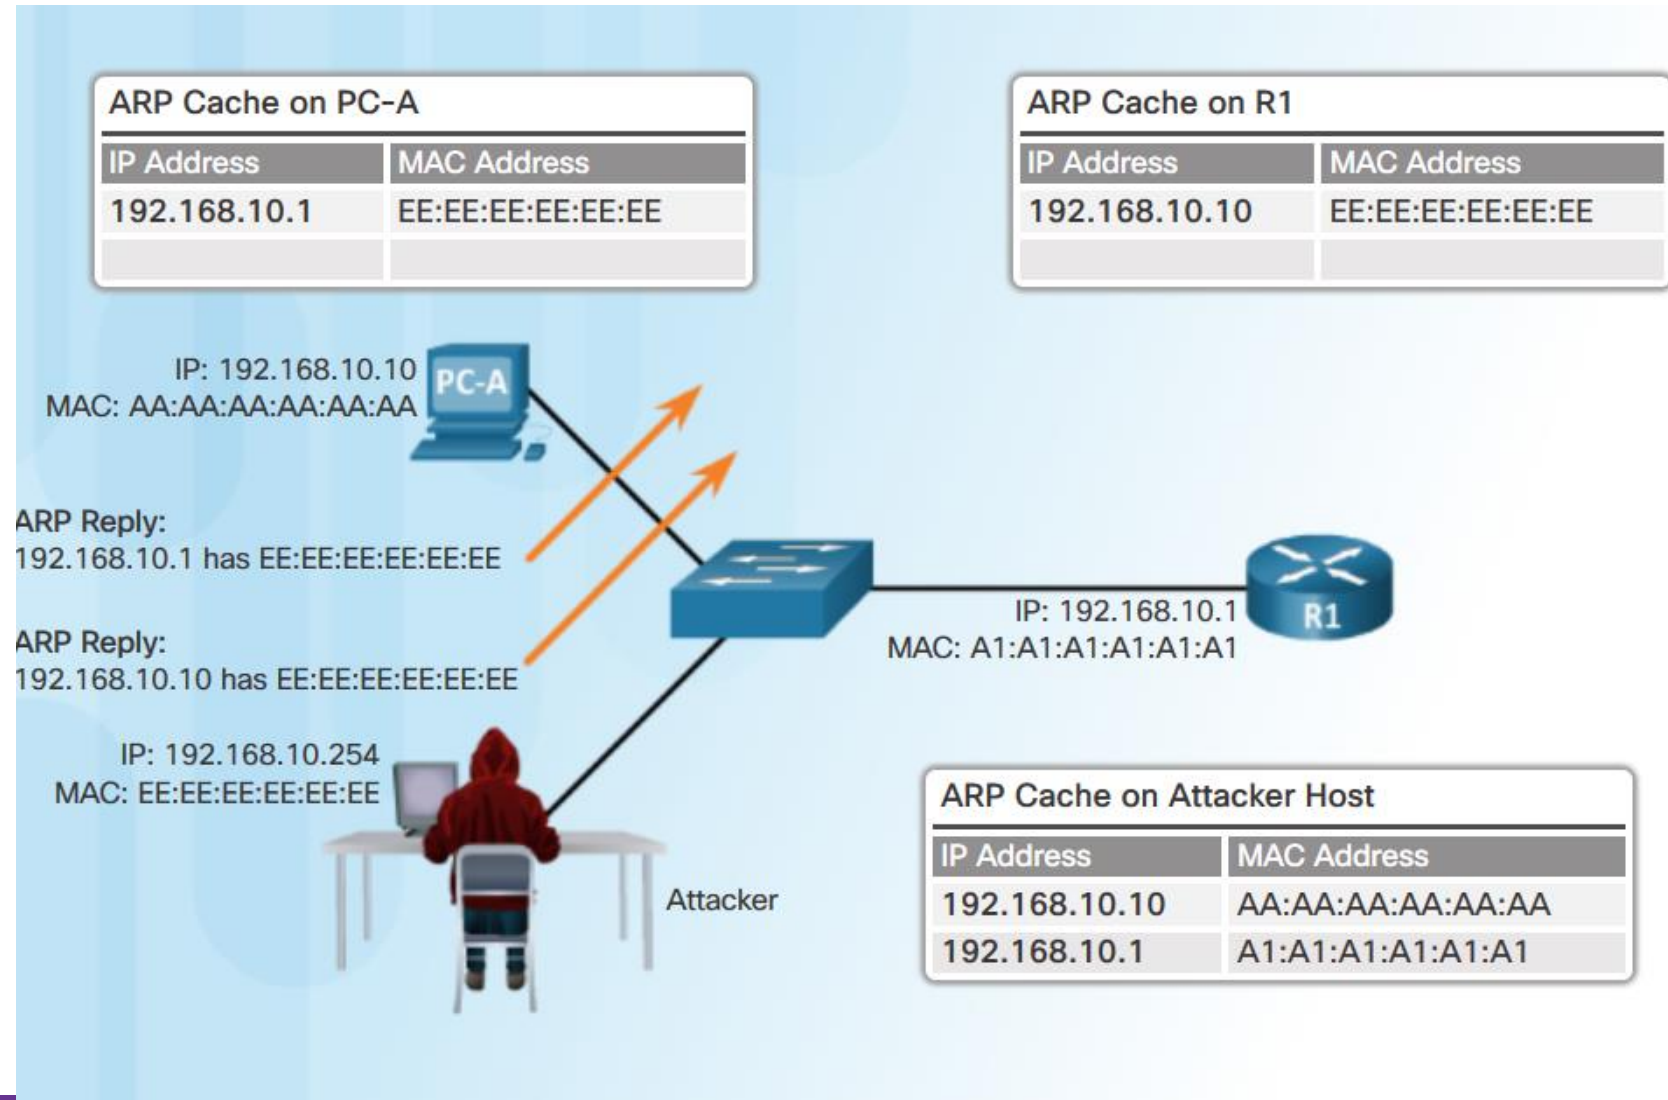 ARP Cache on PC-A
IP Address MAC Address
192.168.10.1 EE:EE:EE:EE:EE:EE
ARP Cache on R1
IP Address MAC Address
192.168.10.10 EE:EE:EE:EE:EE:EE
IP: 192.168.10.10
MAC: AA:AA:AA:AA:AA:AA
PC-A
ARP Reply:
192.168.10.1 has EE:EE:EE:EE:EE:EE
ARP Reply:
192.168.10.10 has EE:EE:EE:EE:EE:EE
IP: 192.168.10.1
MAC: A1:A1:A1:A1:A1:A1
R1
IP: 192.168.10.254
MAC: EE:EE:EE:EE:EE:EE
Attacker
ARP Cache on Attacker Host
IP Address MAC Address
192.168.10.10 AA:AA:AA:AA:AA:AA
192.168.10.1 A1:A1:A1:A1:A1:A1